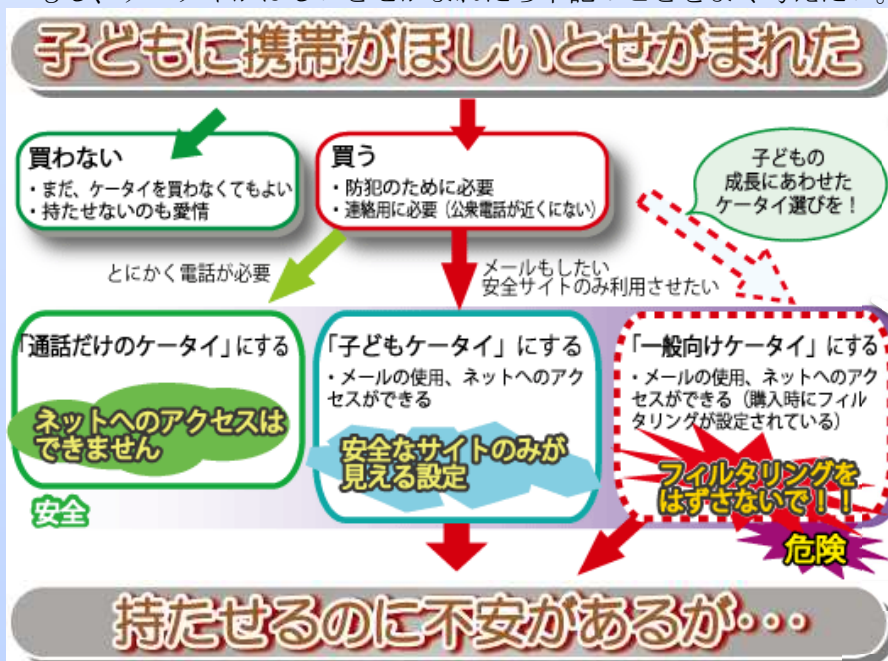 子どもに携帯がほしいとせがまれた
買わない
・まだ、ケータイを買わなくてもよい
・持たせないのも愛情
買う
・防犯のために必要
・連絡用に必要（公衆電話が近くにない）
子どもの
成長にあわせた
ケータイ選びを！
とにかく電話が必要
メールもしたい
安全サイトのみ利用させたい
「通話だけのケータイ」にする
ネットへのアクセスは
できません
安全
「子どもケータイ」にする
・メールの使用、ネットへのアク
セスができる
安全なサイトのみが
見える設定
「一般向けケータイ」にする
・メールの使用、ネットへのアク
セスができる（購入時にフィル
タリングが設定されている）
フィルタリングを
はずさないで！！
危険
持たせるのに不安があるが・・・